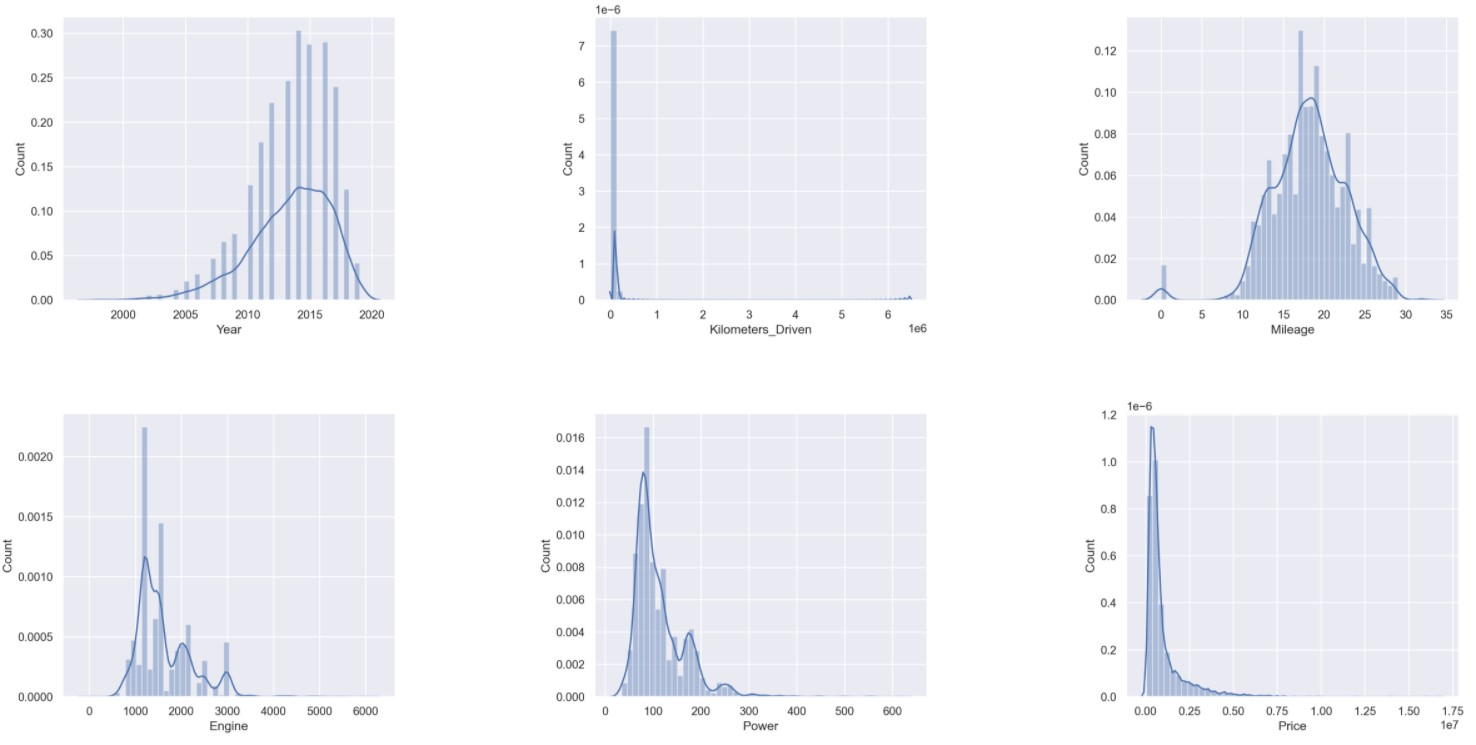 0.30
0.25
0.20
0.15
0.10
0.05
0.00
Count
2000 2005 2010 2015 2020
Year
1e−6
7
6
5
4
3
2
1
0
Count
0 1 2 3 4 5 6
1e6
Kilometers_Driven
0.12
0.10
0.08
0.06
0.04
0.02
0.00
Count
0 5 10 15 20 25 30 35
Mileage
0.0020
0.0015
0.0010
0.0005
0.0000
Count
0 1000 2000 3000 4000 5000 6000
Engine
0.016
0.014
0.012
0.010
0.008
0.006
0.004
0.002
0.000
Count
0 100 200 300 400 500 600
Power
1e−6
1.2
1.0
0.8
0.6
0.4
0.2
0.0
Count
0.00 0.25 0.50 0.75 1.00 1.25 1.50 1.75
1e7
Price